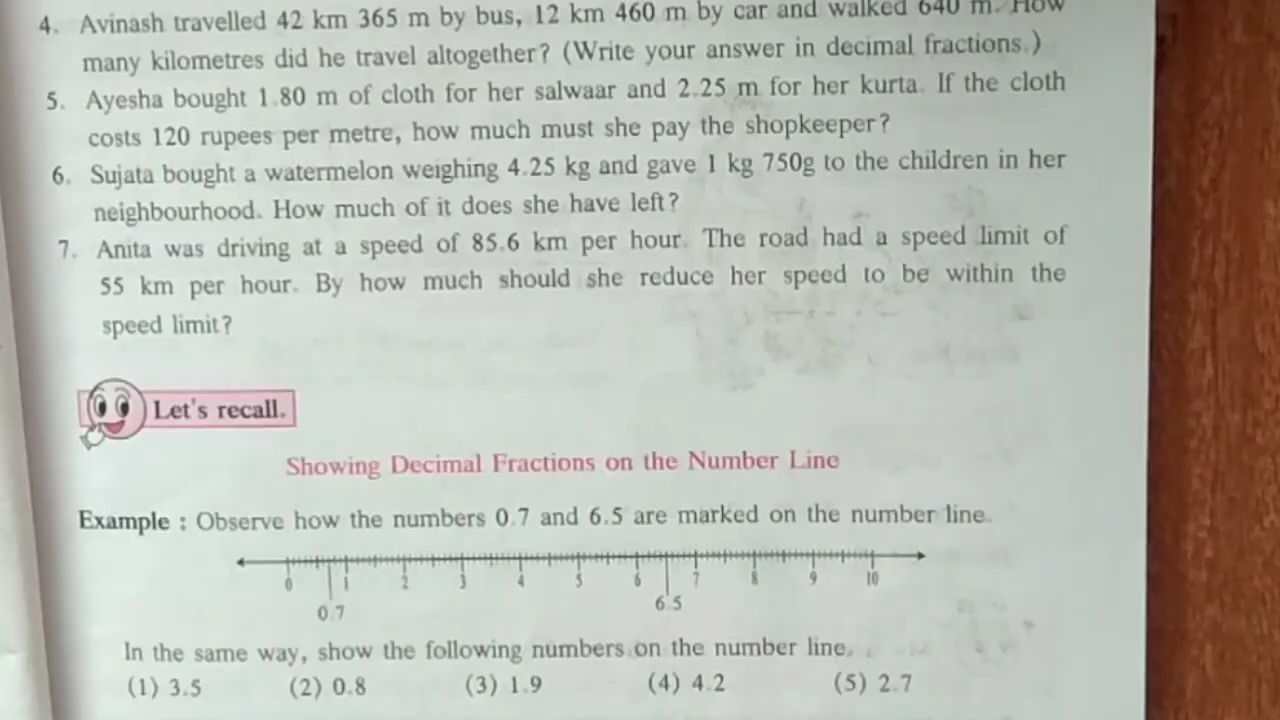 4. Avinash travelled 42 km 365 m by bus, 12 km 460 m by car and walked 640 m. How
many kilometres did he travel altogether? (Write your answer in decimal fractions.)
5. Ayesha bought 1.80 m of cloth for her salwaar and 2.25 m for her kurta. If the cloth
costs 120 rupees per metre, how much must she pay the shopkeeper?
6. Sujata bought a watermelon weighing 4.25 kg and gave 1 kg 750g to the children in her
neighbourhood. How much of it does she have left?
7. Anita was driving at a speed of 85.6 km per hour. The road had a speed limit of
55 km per hour. By how much should she reduce her speed to be within the
speed limit?
Let's recall.
Showing Decimal Fractions on the Number Line
Example : Observe how the numbers 0.7 and 6.5 are marked on the number line.
0 1 2 3 4 5 6 7 8 9 10
0.7 6.5
In the same way, show the following numbers on the number line.
(1) 3.5 (2) 0.8 (3) 1.9 (4) 4.2 (5) 2.7